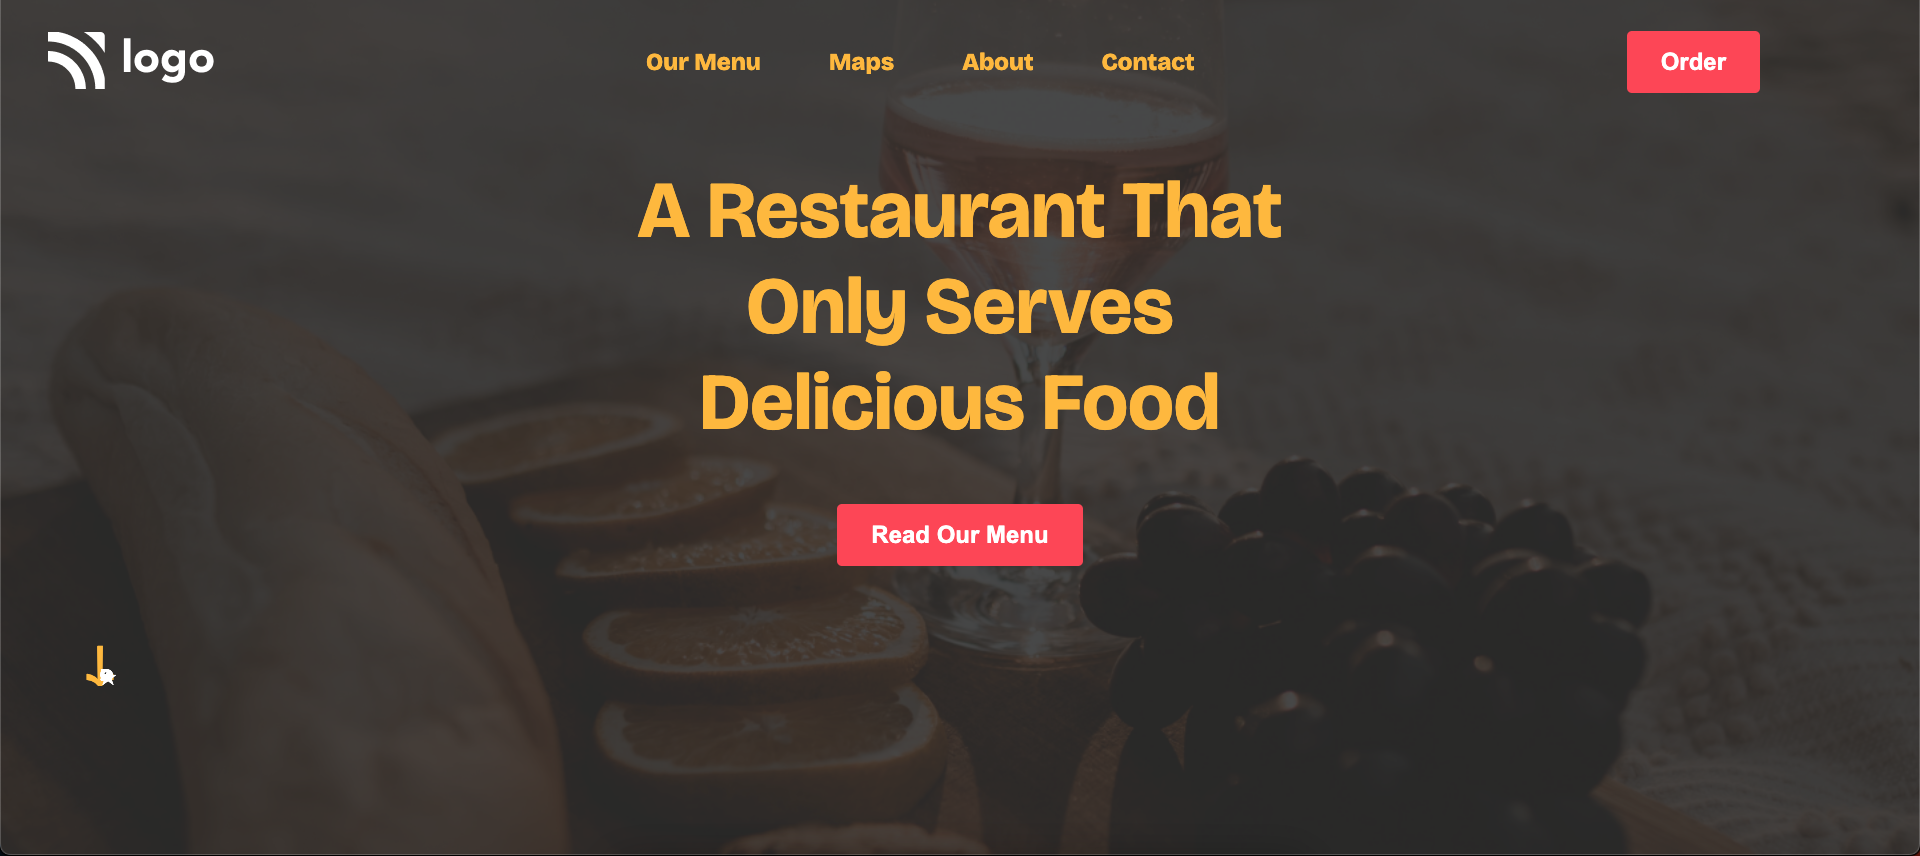 logo
Our Menu
Maps
About
Contact
Order
A Restaurant That
Only Serves
Delicious Food
Read Our Menu